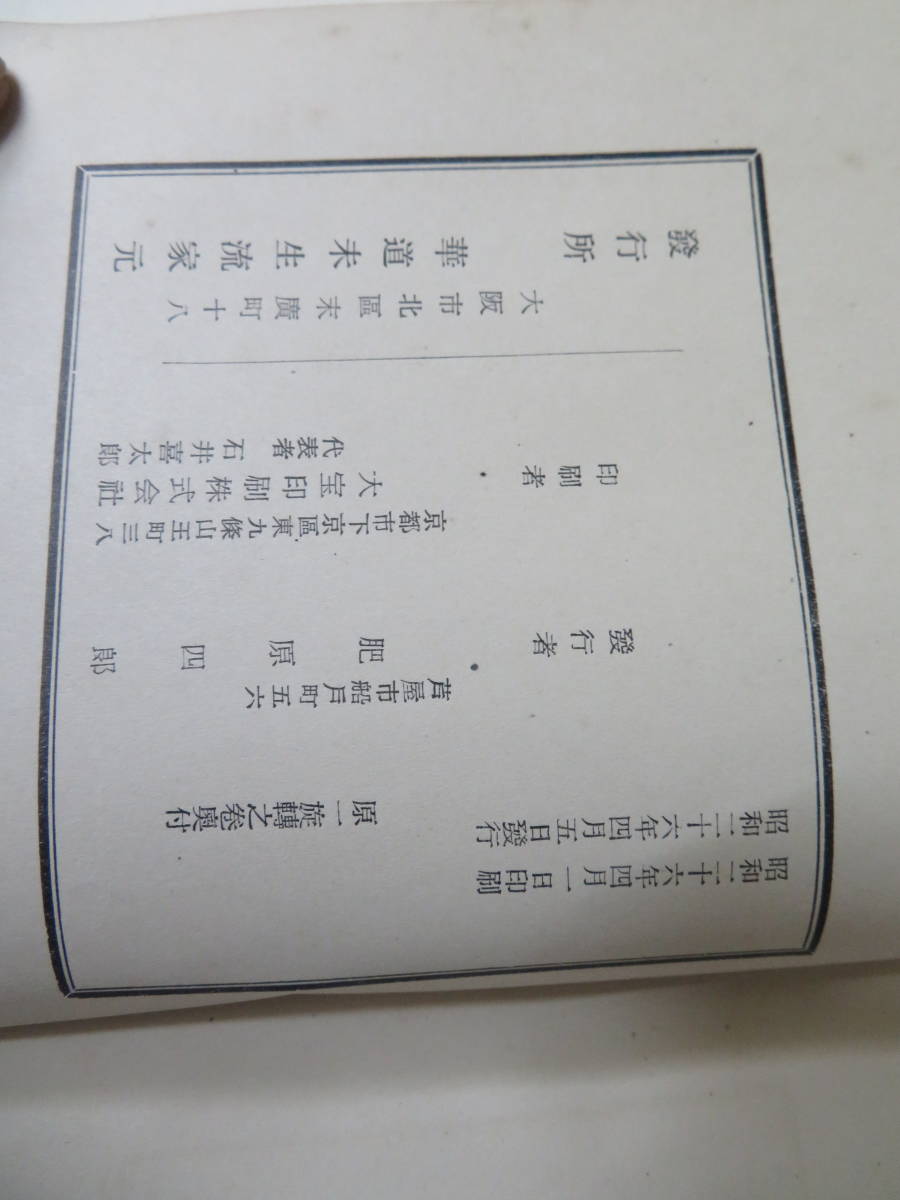 昭和二十六年四月一日印刷
昭和二十六年四月五日發行
原一旋轉之卷奥付
發行者
芦屋市船戸町五六
肥原四郎
印刷者
京都市下京區東九條山王町三八
大宝印刷株式会社
代表者 石井喜太郎
大阪市北區末廣町十八
發行所 華道未生流家元